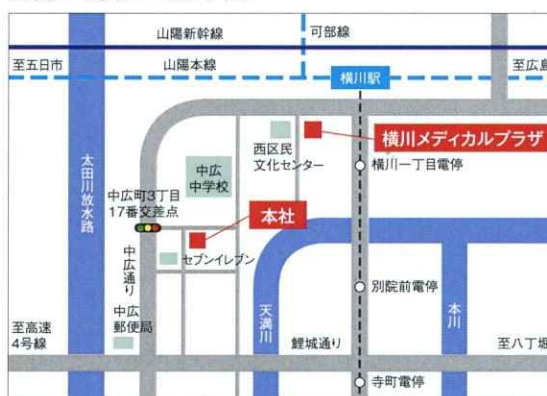 山陽新幹線
可部線
至五日市
山陽本線
横川駅
至広島
横川メディカルプラザ
西区民
文化センター
横川一丁目電停
中広
中学校
太田川放水路
中広町3丁目
17番交差点
本社
セブンイレブン
中広通り
別院前電停
天満川
本川
中広
郵便局
至高速
4号線
鯉城通り
至八丁堀
寺町電停